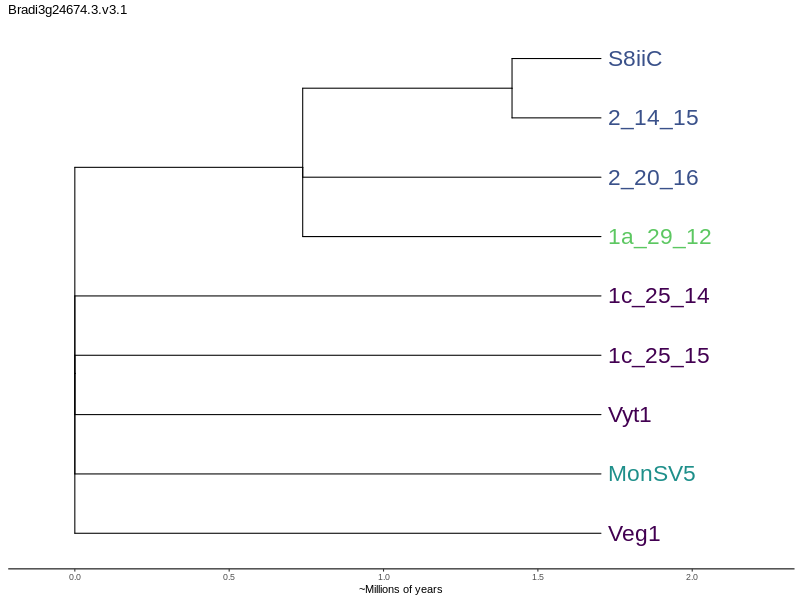 Bradi3g24674.3.v3.1
S8iiC
2_14_15
2_20_16
1a_29_12
1c_25_14
1c_25_15
Vyt1
MonSV5
Veg1
0.0 0.5 1.0 1.5 2.0
~Millions of years